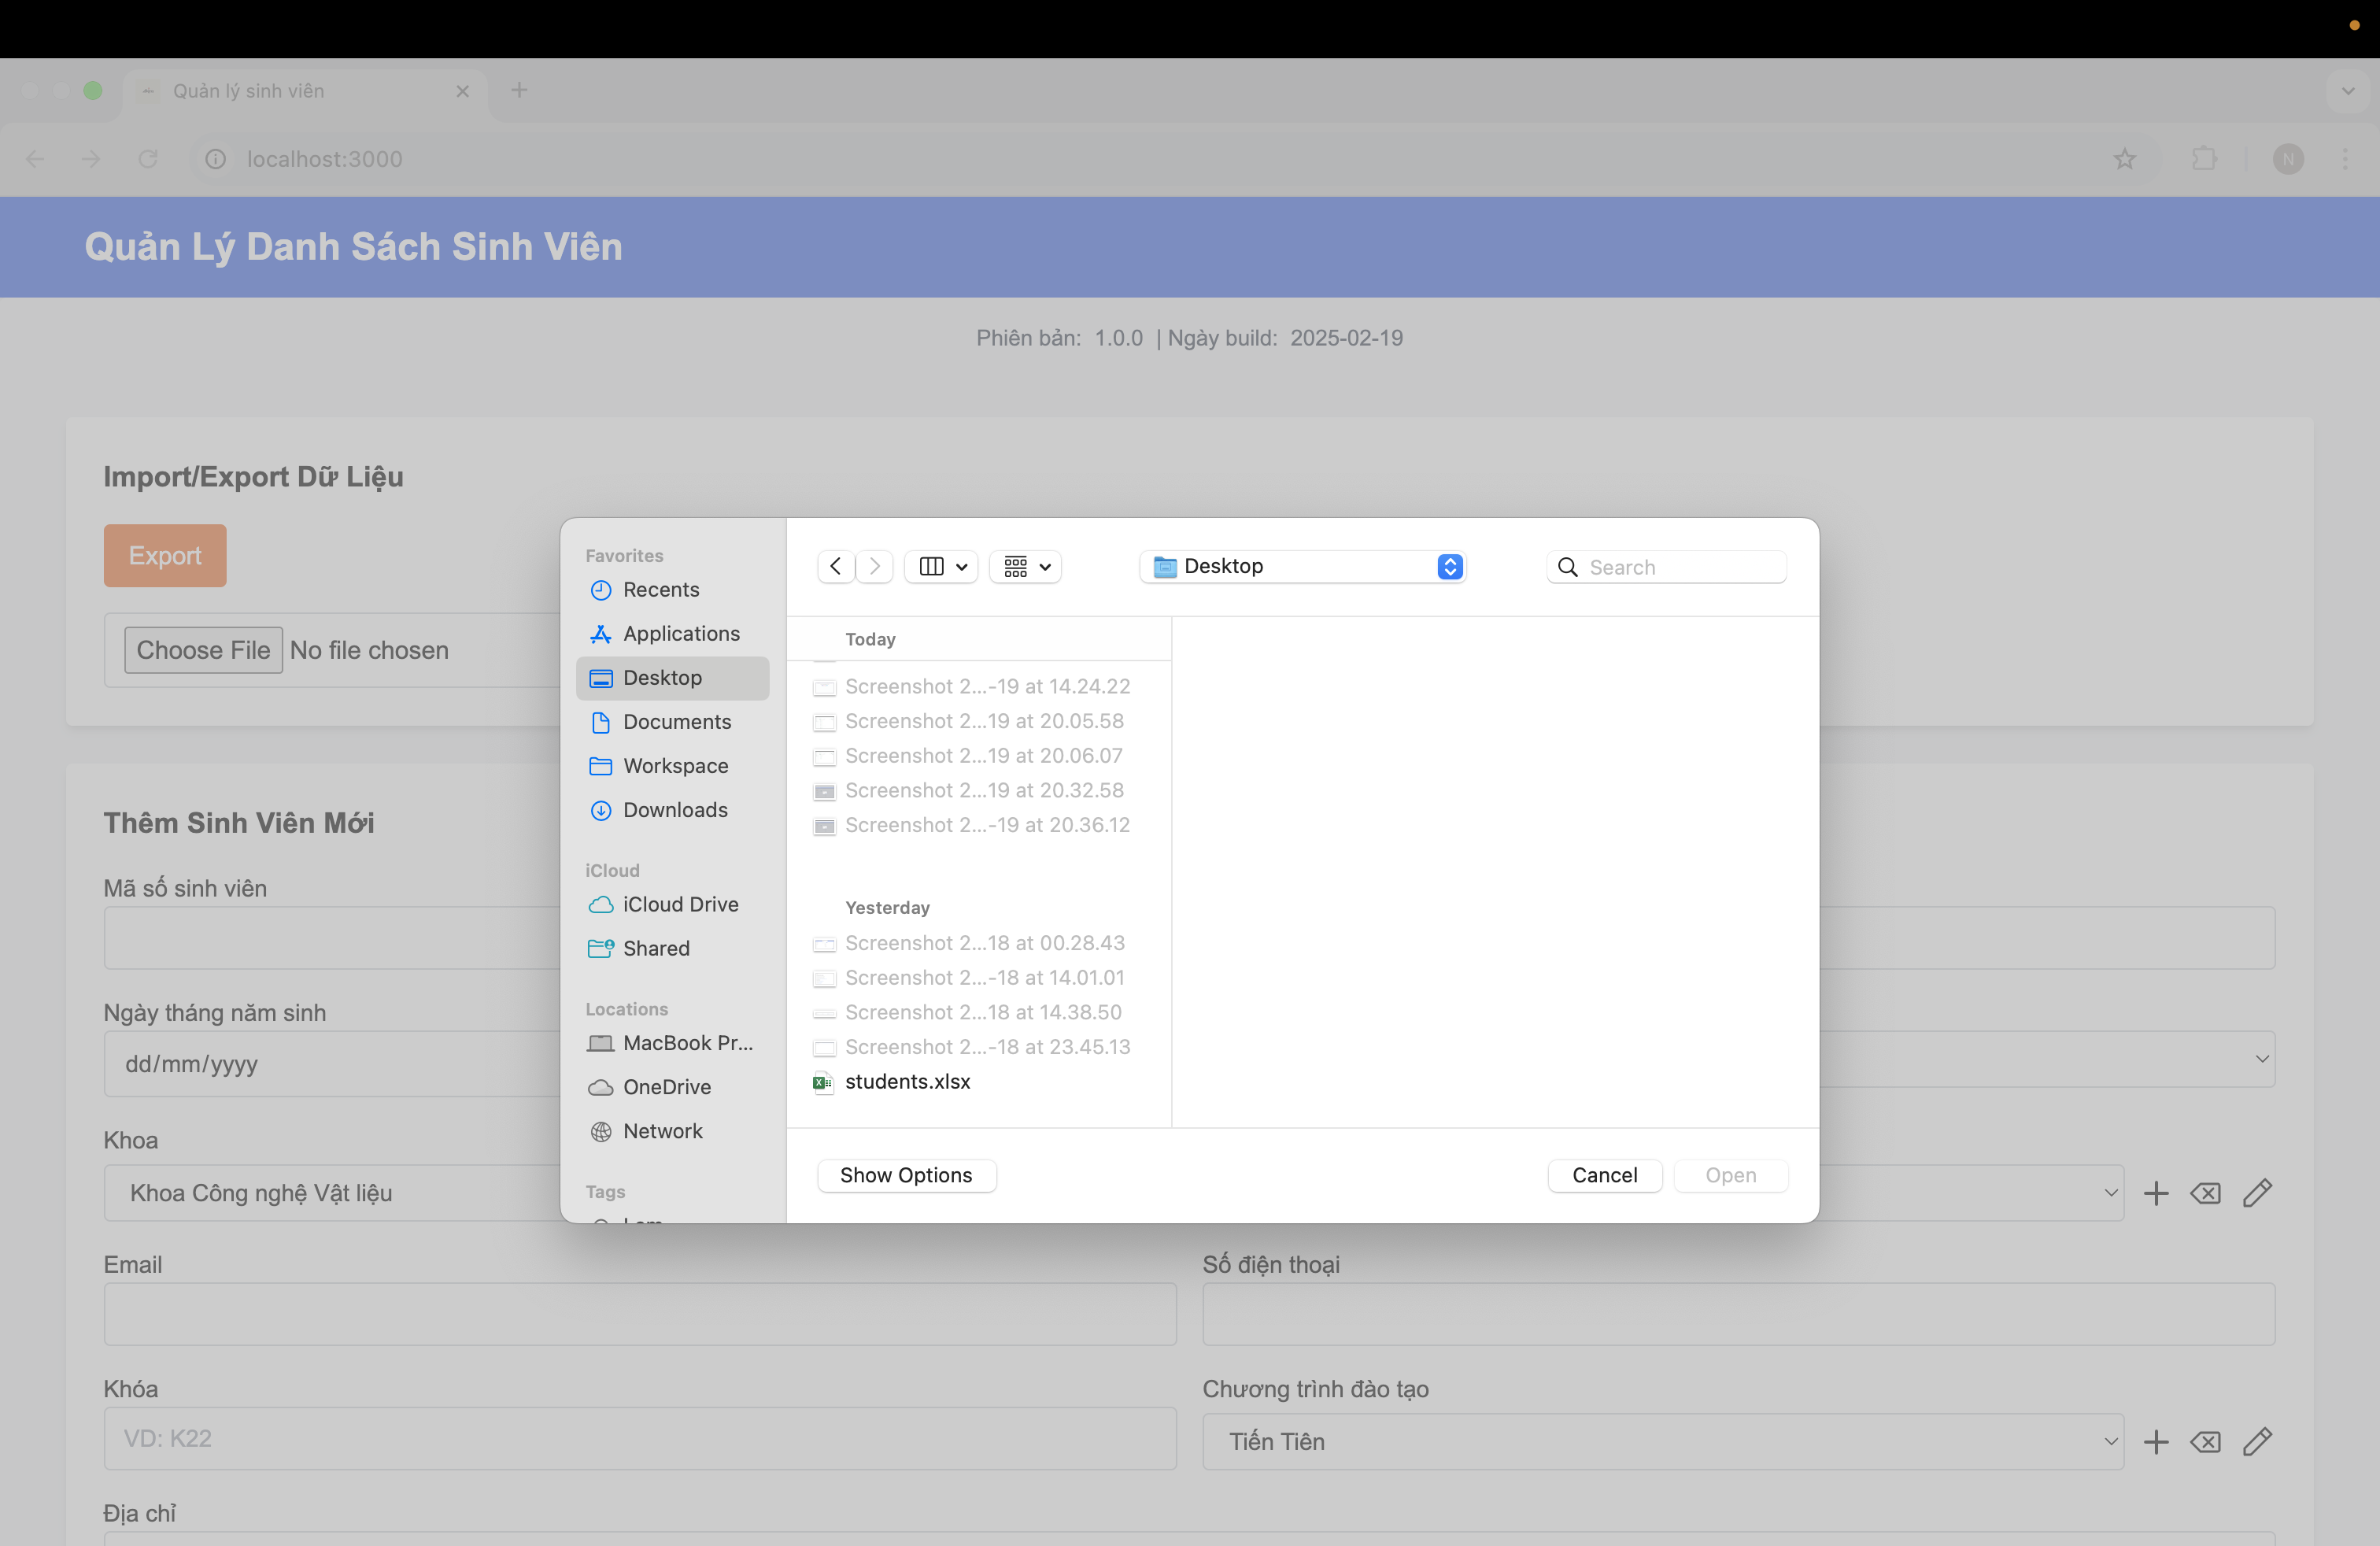 Quản lý sinh viên
localhost:3000
N
Quản Lý Danh Sách Sinh Viên
Phiên bản: 1.0.0 | Ngày build: 2025-02-19
Import/Export Dữ Liệu
Export
Choose File No file chosen
Thêm Sinh Viên Mới
Mã số sinh viên
Ngày tháng năm sinh
dd/mm/yyyy
Khoa
Khoa Công nghệ Vật liệu
Email
Số điện thoại
Khóa
VD: K22
Chương trình đào tạo
Tiến Tiên
Địa chỉ
Favorites
Recents
Applications
Desktop
Documents
Workspace
Downloads
iCloud
iCloud Drive
Shared
Locations
MacBook Pr...
OneDrive
Network
Tags
Desktop
Search
Today
Screenshot 2...-19 at 14.24.22
Screenshot 2...19 at 20.05.58
Screenshot 2...19 at 20.06.07
Screenshot 2...19 at 20.32.58
Screenshot 2...-19 at 20.36.12
Yesterday
Screenshot 2...18 at 00.28.43
Screenshot 2...-18 at 14.01.01
Screenshot 2...18 at 14.38.50
Screenshot 2...-18 at 23.45.13
students.xlsx
Show Options
Cancel
Open